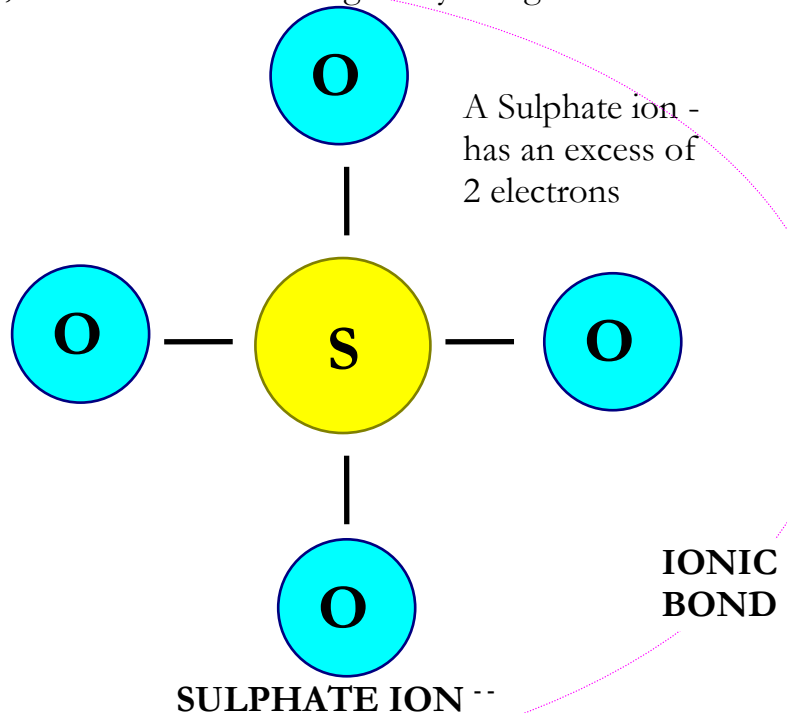 O
A Sulphate ion -
has an excess of
2 electrons
O
S
O
IONIC
BOND
O
SULPHATE ION --